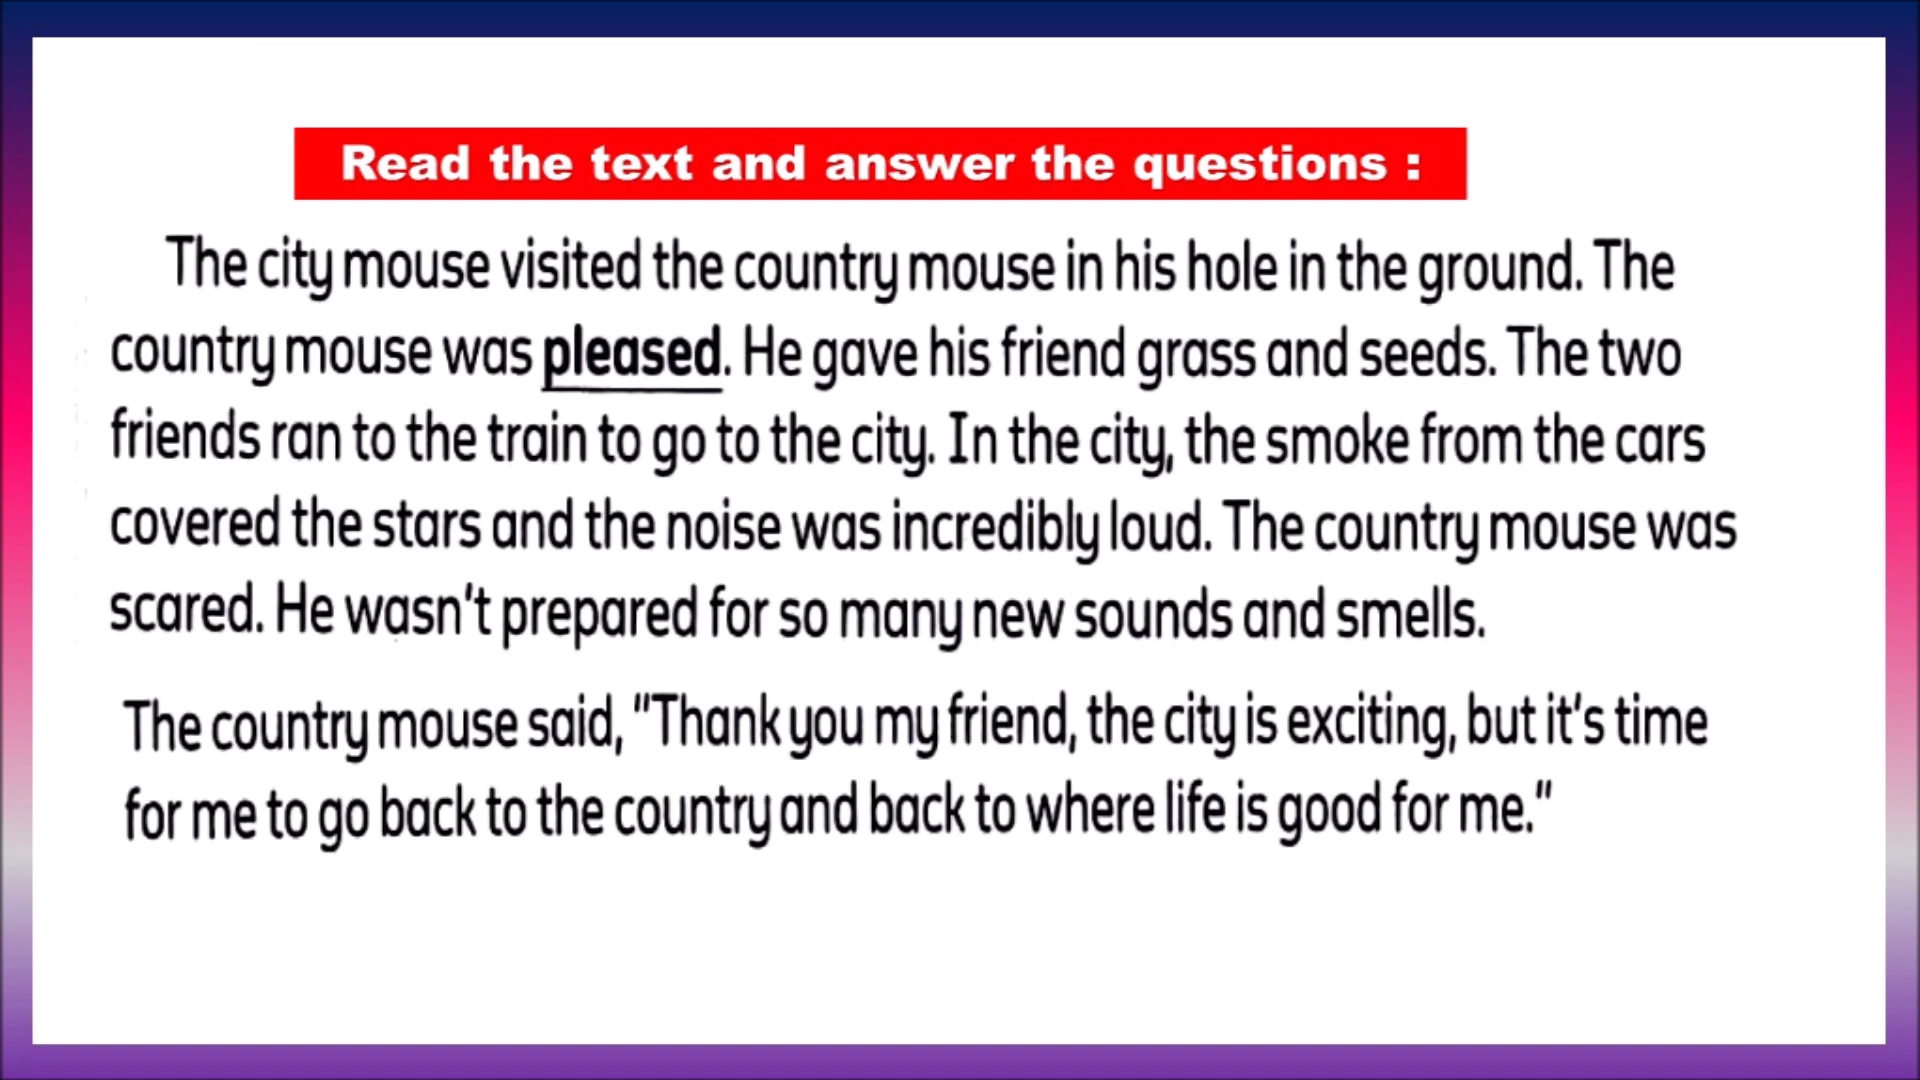 Read the text and answer the questions :
The city mouse visited the country mouse in his hole in the ground. The
country mouse was pleased. He gave his friend grass and seeds. The two
friends ran to the train to go to the city. In the city, the smoke from the cars
covered the stars and the noise was incredibly loud. The country mouse was
scared. He wasn't prepared for so many new sounds and smells.
The country mouse said, "Thank you my friend, the city is exciting, but it's time
for me to go back to the country and back to where life is good for me."